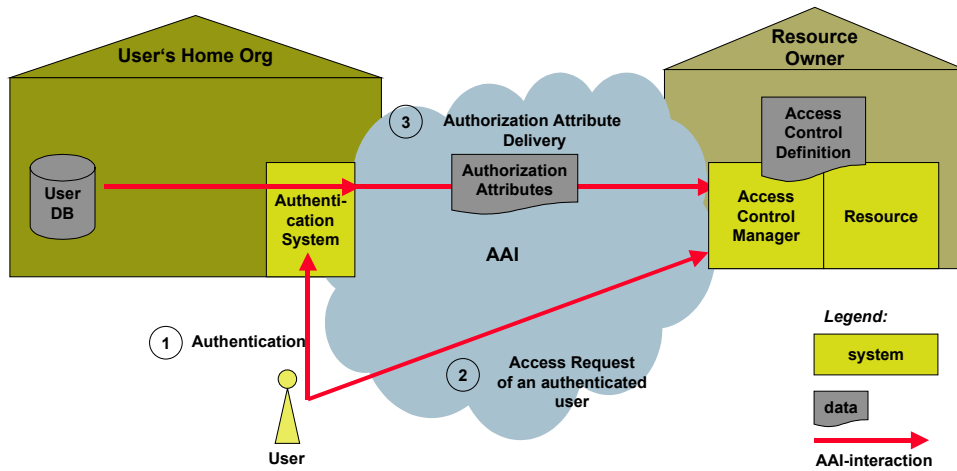 User‘s Home Org
Resource
Owner
3
Authorization Attribute
Delivery
Access
Control
Definition
User
DB
Authorization
Attributes
Authenti-
cation
System
Access
Control
Manager
Resource
AAI
1
Authentication
2
Access Request
of an authenticated
user
User
Legend:
system
data
AAI-interaction